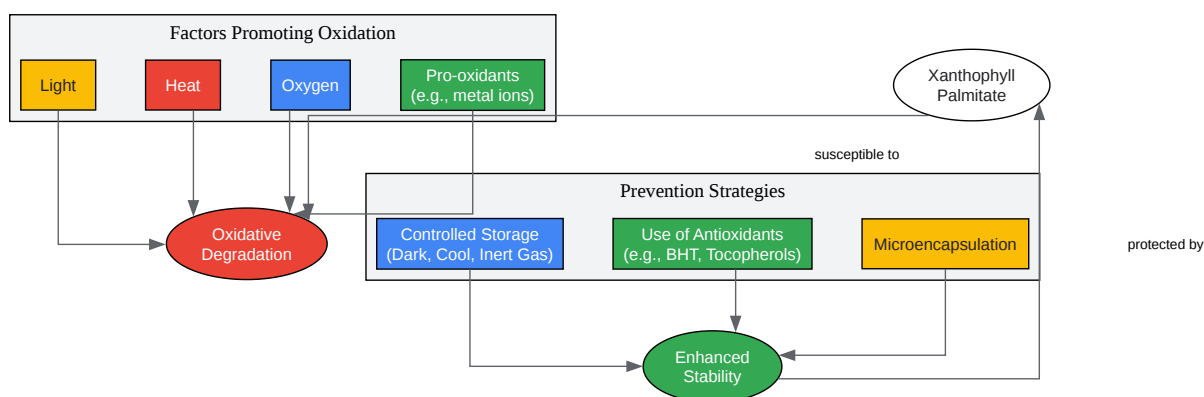 Factors Promoting Oxidation
Light
Heat
Oxygen
Pro-oxidants
(e.g., metal ions)
Xanthophyll
Palmitate
susceptible to
Prevention Strategies
Oxidative
Degradation
Controlled Storage
(Dark, Cool, Inert Gas)
Use of Antioxidants
(e.g., BHT, Tocopherols)
Microencapsulation
protected by
Enhanced
Stability